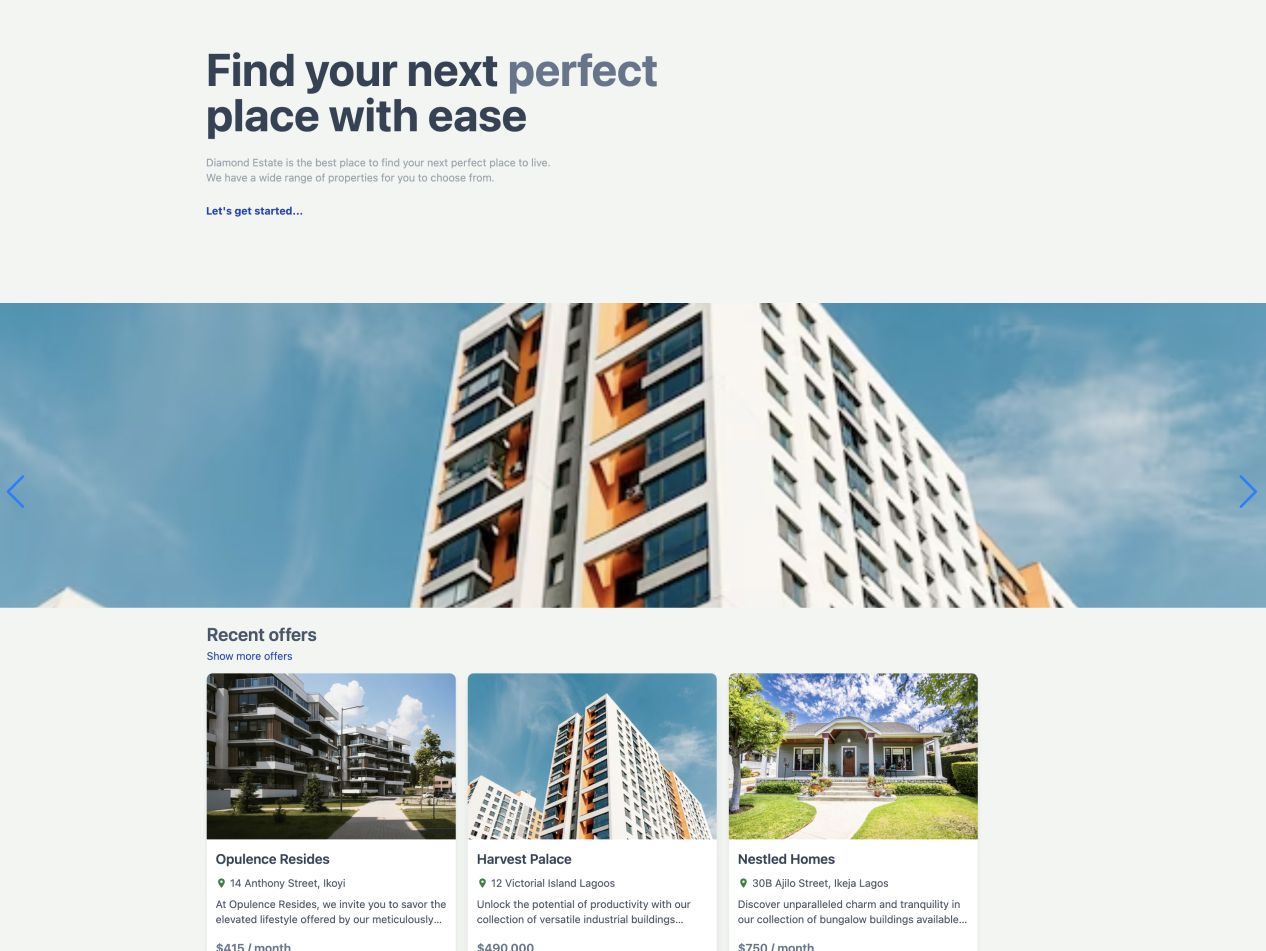 Find your next perfect
place with ease
Diamond Estate is the best place to find your next perfect place to live.
We have a wide range of properties for you to choose from.
Let's get started...
Recent offers
Show more offers
Opulence Resides
14 Anthony Street, Ikoyi
At Opulence Resides, we invite you to savor the
elevated lifestyle offered by our meticulously...
$415 / month
Harvest Palace
12 Victorial Island Lagoos
Unlock the potential of productivity with our
collection of versatile industrial buildings...
$490,000
Nestled Homes
30B Ajilo Street, Ikeja Lagos
Discover unparalleled charm and tranquility in
our collection of bungalow buildings available...
$750 / month